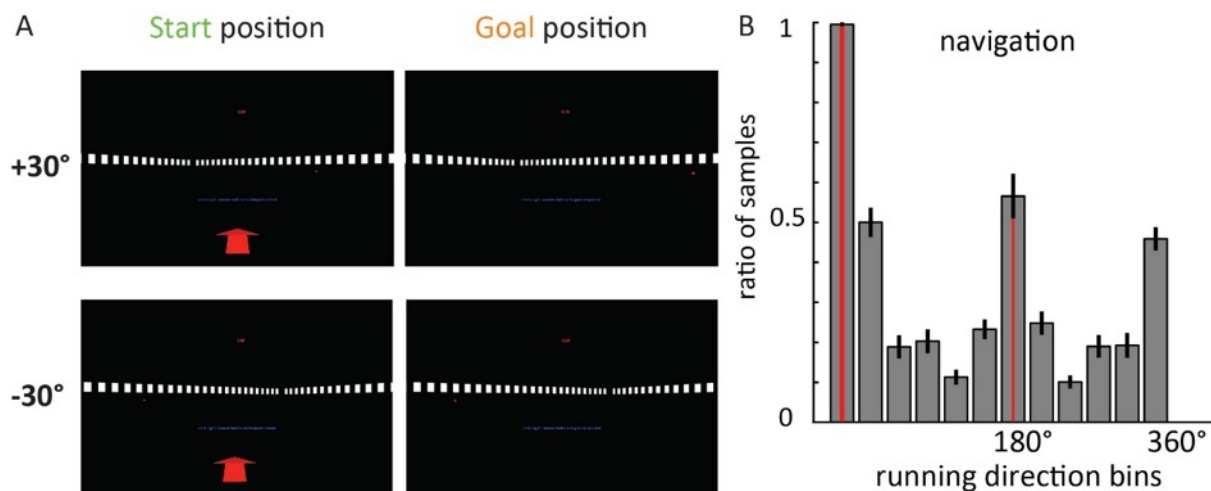 A
Start position
Goal position
+30°
-30°
B
navigation
ratio of samples
1
0.5
0
180°
360°
running direction bins